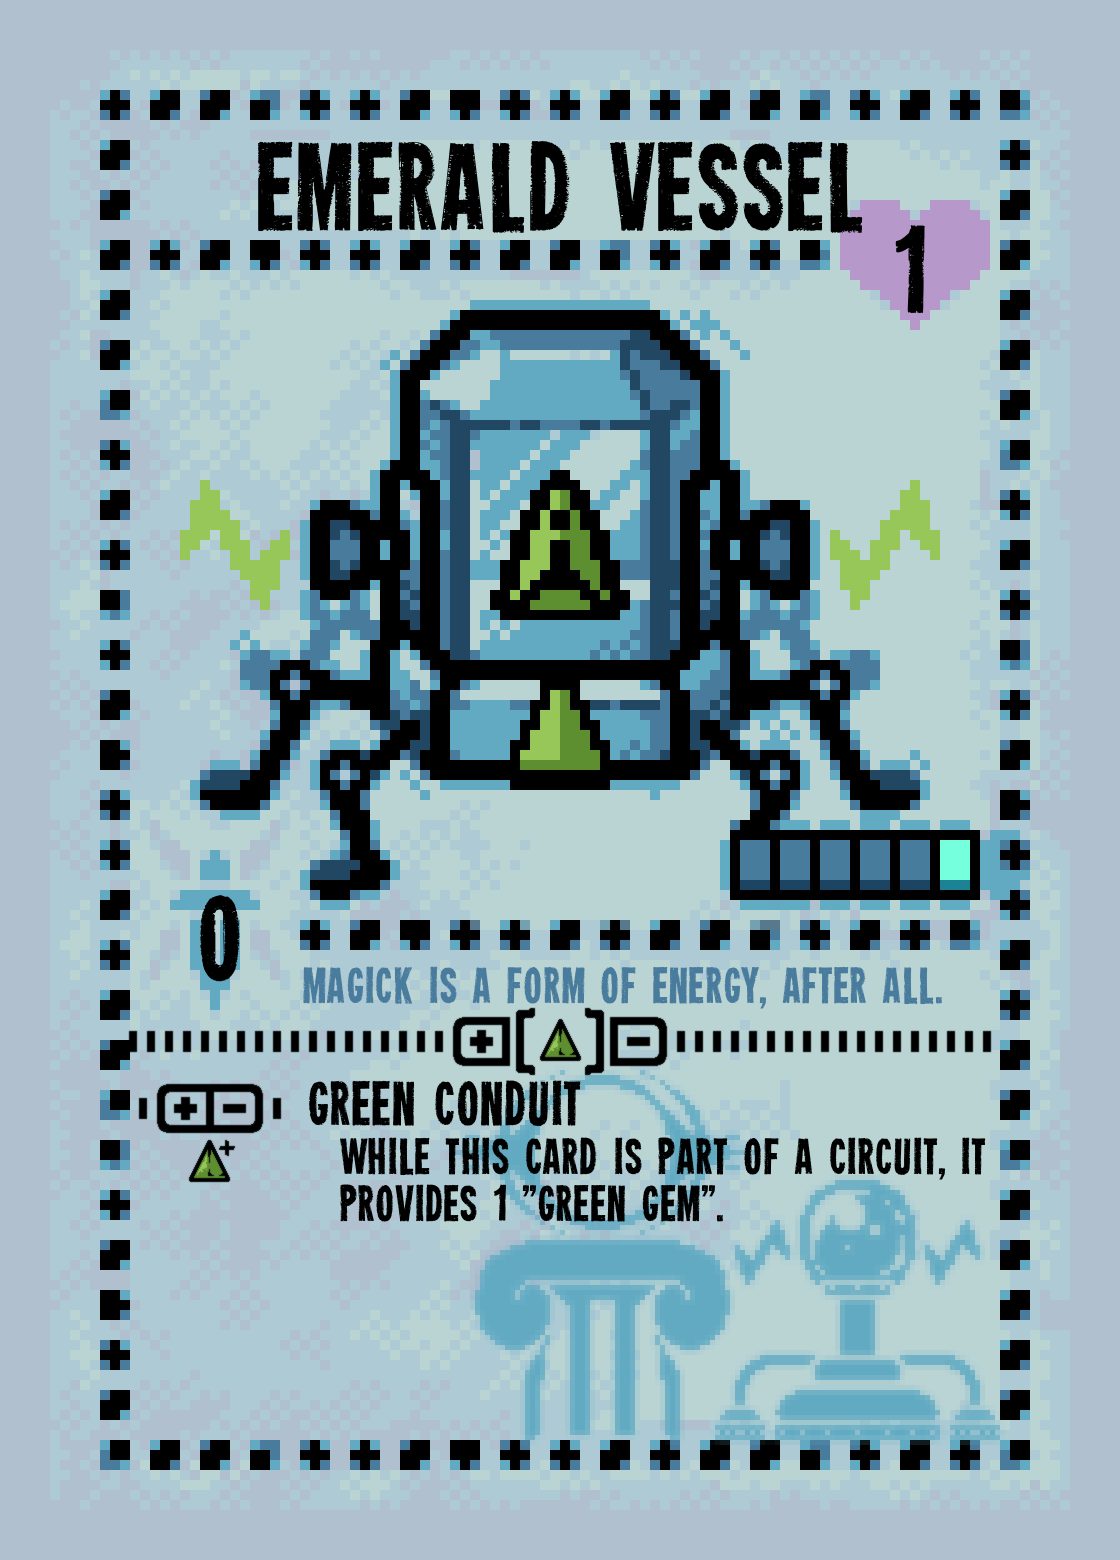 EMERALD VESSEL
1
0
MAGICK IS A FORM OF ENERGY, AFTER ALL.
GREEN CONDUIT
WHILE THIS CARD IS PART OF A CIRCUIT, IT
PROVIDES 1 "GREEN GEM".